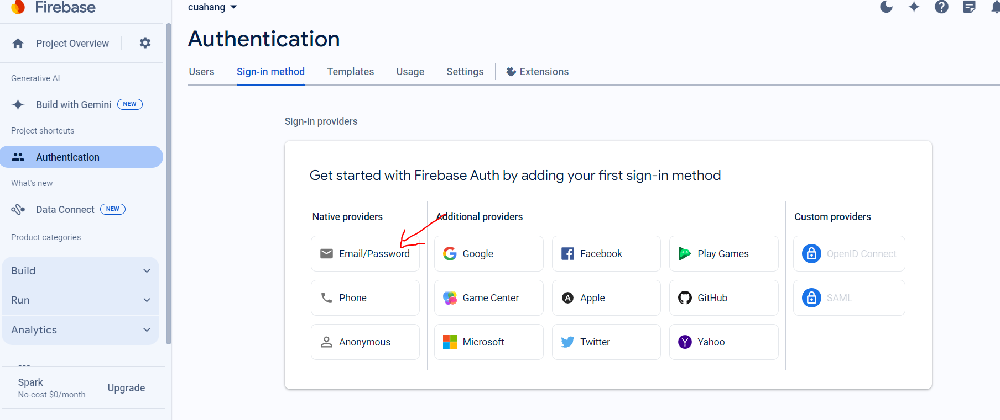 Firebase
cuahang
Project Overview
Authentication
Users
Sign-in method
Templates
Usage
Settings
Extensions
Generative AI
Build with Gemini
NEW
Project shortcuts
Authentication
What's new
Data Connect
NEW
Product categories
Build
Run
Analytics
Spark
No-cost $0/month
Upgrade
Sign-in providers
Get started with Firebase Auth by adding your first sign-in method
Native providers
Email/Password
Phone
Anonymous
Additional providers
Google
Facebook
Play Games
Game Center
Apple
GitHub
Microsoft
Twitter
Yahoo
Custom providers
OpenID Connect
SAML